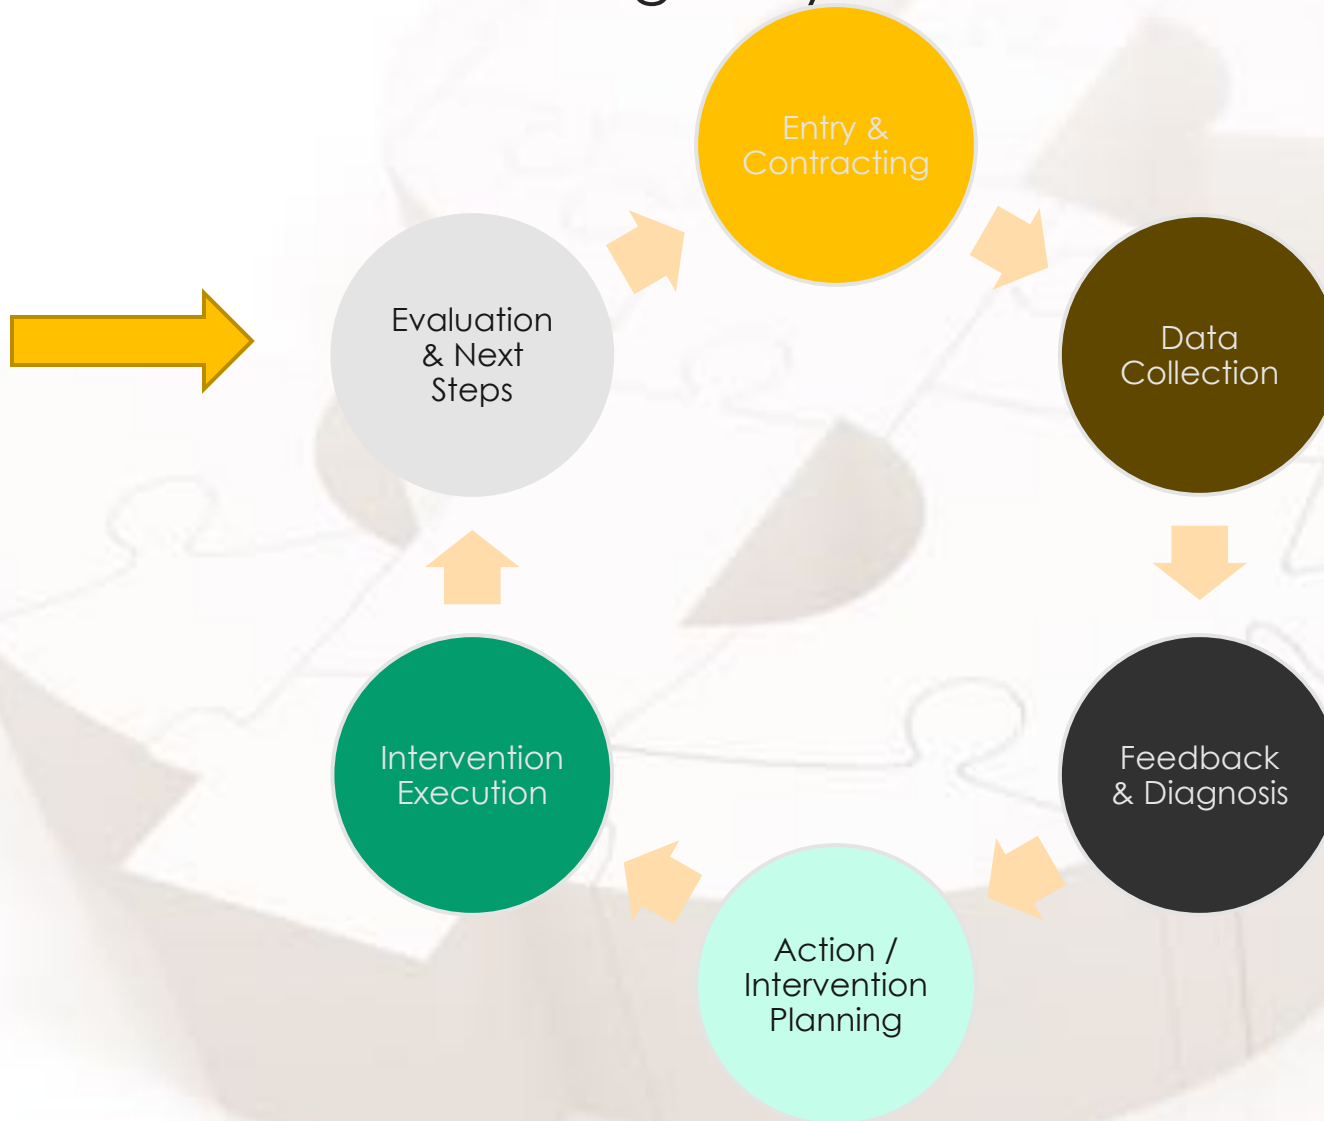 Entry &
Contracting
Data
Collection
Feedback
& Diagnosis
Action /
Intervention
Planning
Intervention
Execution
Evaluation
& Next
Steps